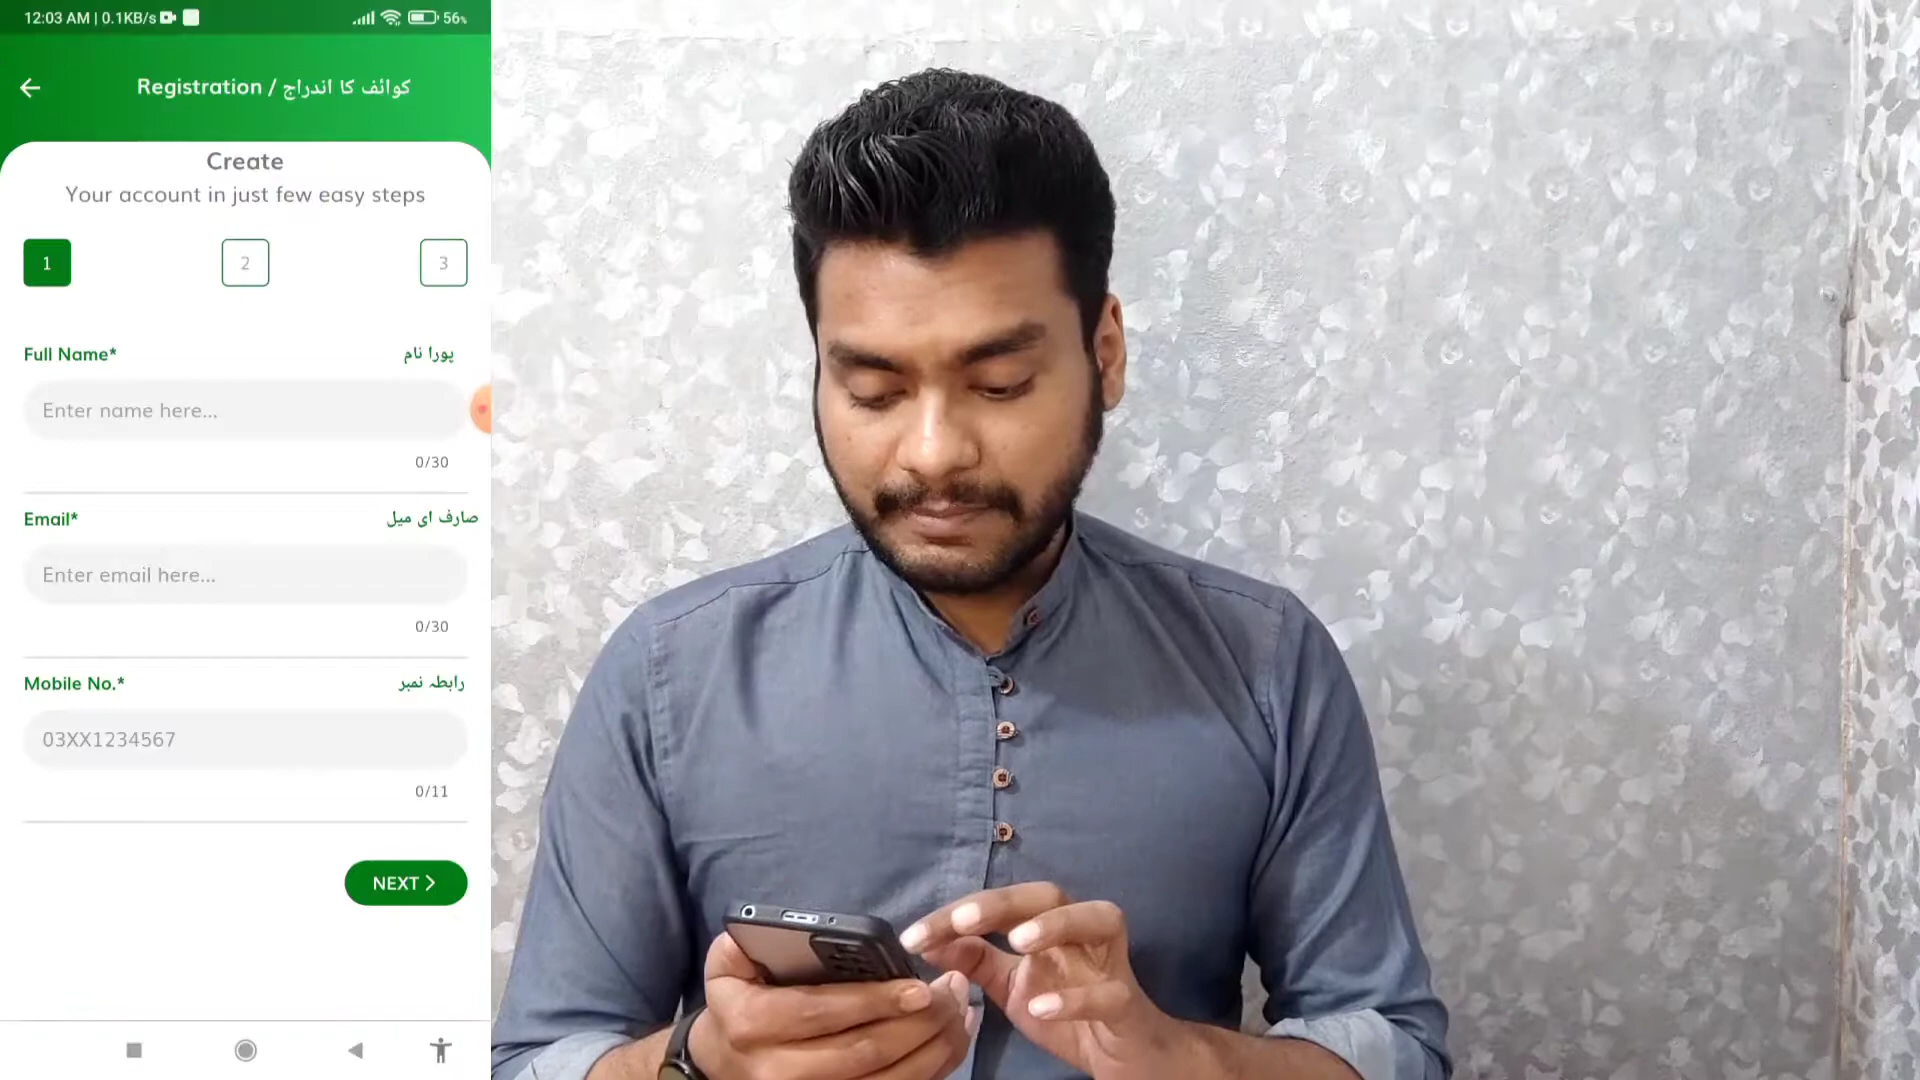 12:03 AM | 0.1KB/s 56%
Registration / کوائف کا اندراج
Create
Your account in just few easy steps
1 2 3
Full Name* پورا نام
Enter name here...
0/30
Email* صارف ای میل
Enter email here...
0/30
Mobile No.* رابطہ نمبر
03XX1234567
0/11
NEXT